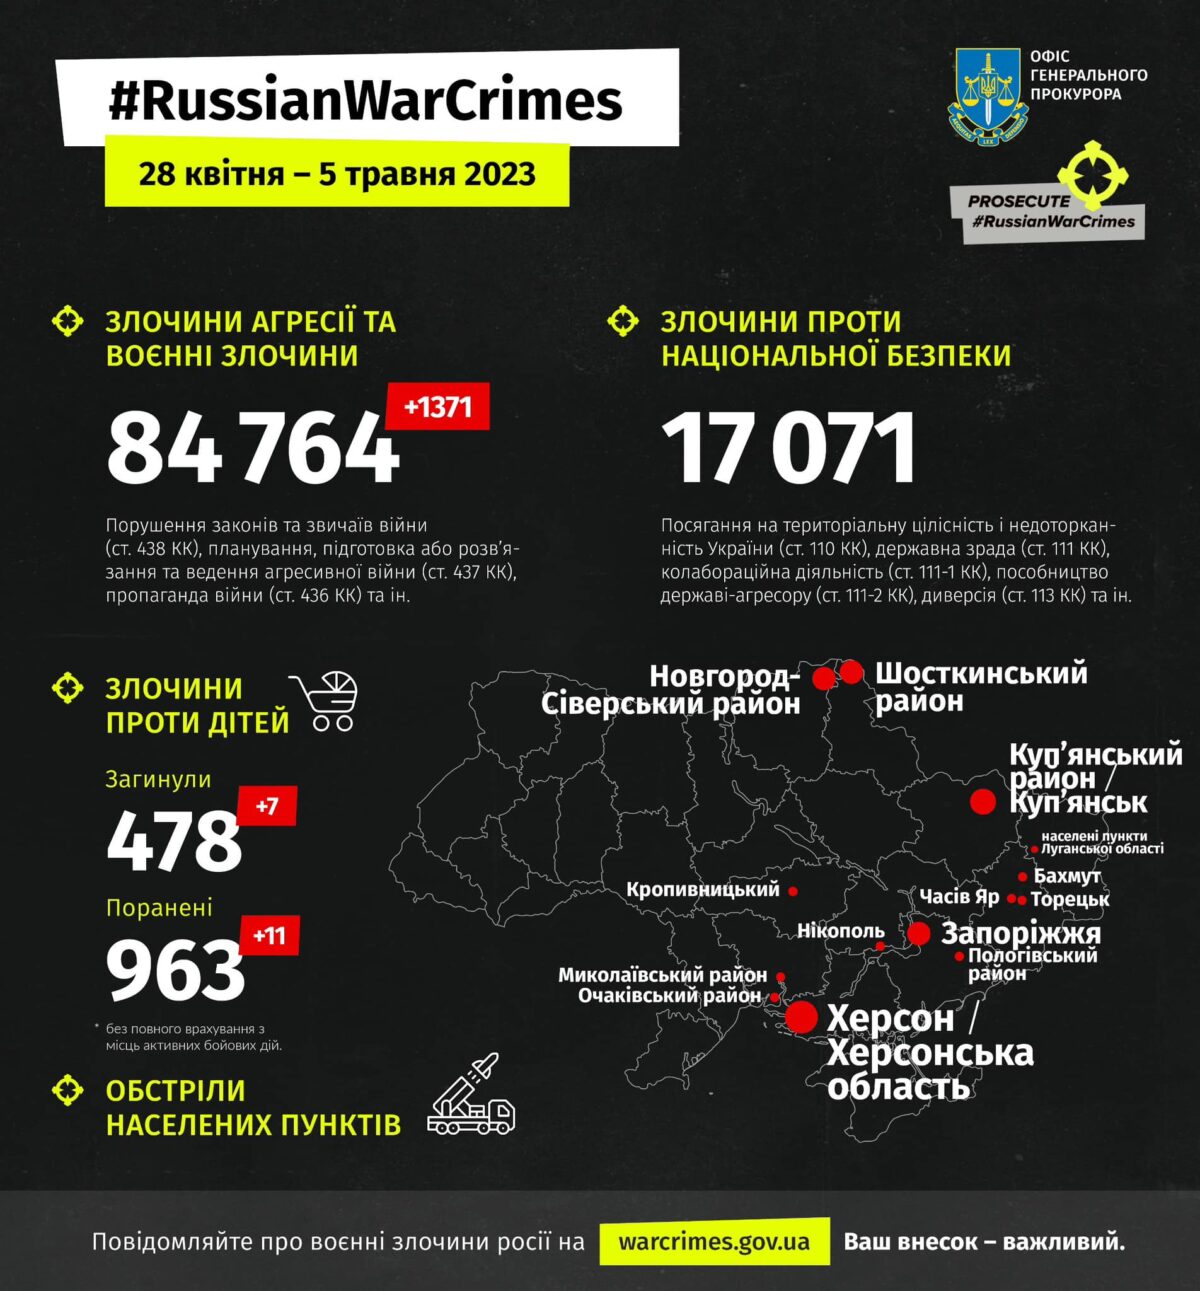 #RussianWarCrimes
28 квітня – 5 травня 2023
ОФІС
ГЕНЕРАЛЬНОГО
ПРОКУРОРА
PROSECUTE
#RussianWarCrimes
ЗЛОЧИНИ АГРЕСІЇ ТА
ВОЄННІ ЗЛОЧИНИ
84 764
+1371
Порушення законів та звичаїв війни
(ст. 438 КК), планування, підготовка або розв’я-
зання та ведення агресивної війни (ст. 437 КК),
пропаганда війни (ст. 436 КК) та ін.
ЗЛОЧИНИ ПРОТИ
НАЦІОНАЛЬНОЇ БЕЗПЕКИ
17 071
Посягання на територіальну цілісність і недоторкан-
ність України (ст. 110 КК), державна зрада (ст. 111 КК),
колабораційна діяльність (ст. 111-1 КК), пособництво
державі-агресору (ст. 111-2 КК), диверсія (ст. 113 КК) та ін.
ЗЛОЧИНИ
ПРОТИ ДІТЕЙ
Загинули
478
+7
Поранені
963
+11
* без повного врахування з
місць активних бойових дій.
ОБСТРІЛИ
НАСЕЛЕНИХ ПУНКТІВ
Новгород-
Сіверський район
Шосткинський
район
Куп’янський
район /
Куп’янськ
населені пункти
Луганської області
Бахмут
Часів Яр
Торецьк
Кропивницький
Нікополь
Запоріжжя
Пологівський
район
Миколаївський район
Очаківський район
Херсон /
Херсонська
область
Повідомляйте про воєнні злочини росії на
warcrimes.gov.ua
Ваш внесок – важливий.